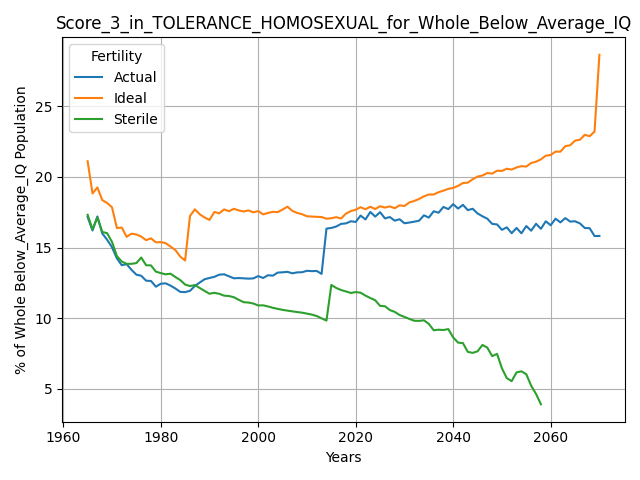 Score_3_in_TOLERANCE_HOMOSEXUAL_for_Whole_Below_Average_IQ
Fertility
Actual
Ideal
Sterile
% of Whole Below_Average_IQ Population
25
20
15
10
5
1960 1980 2000 2020 2040 2060
Years